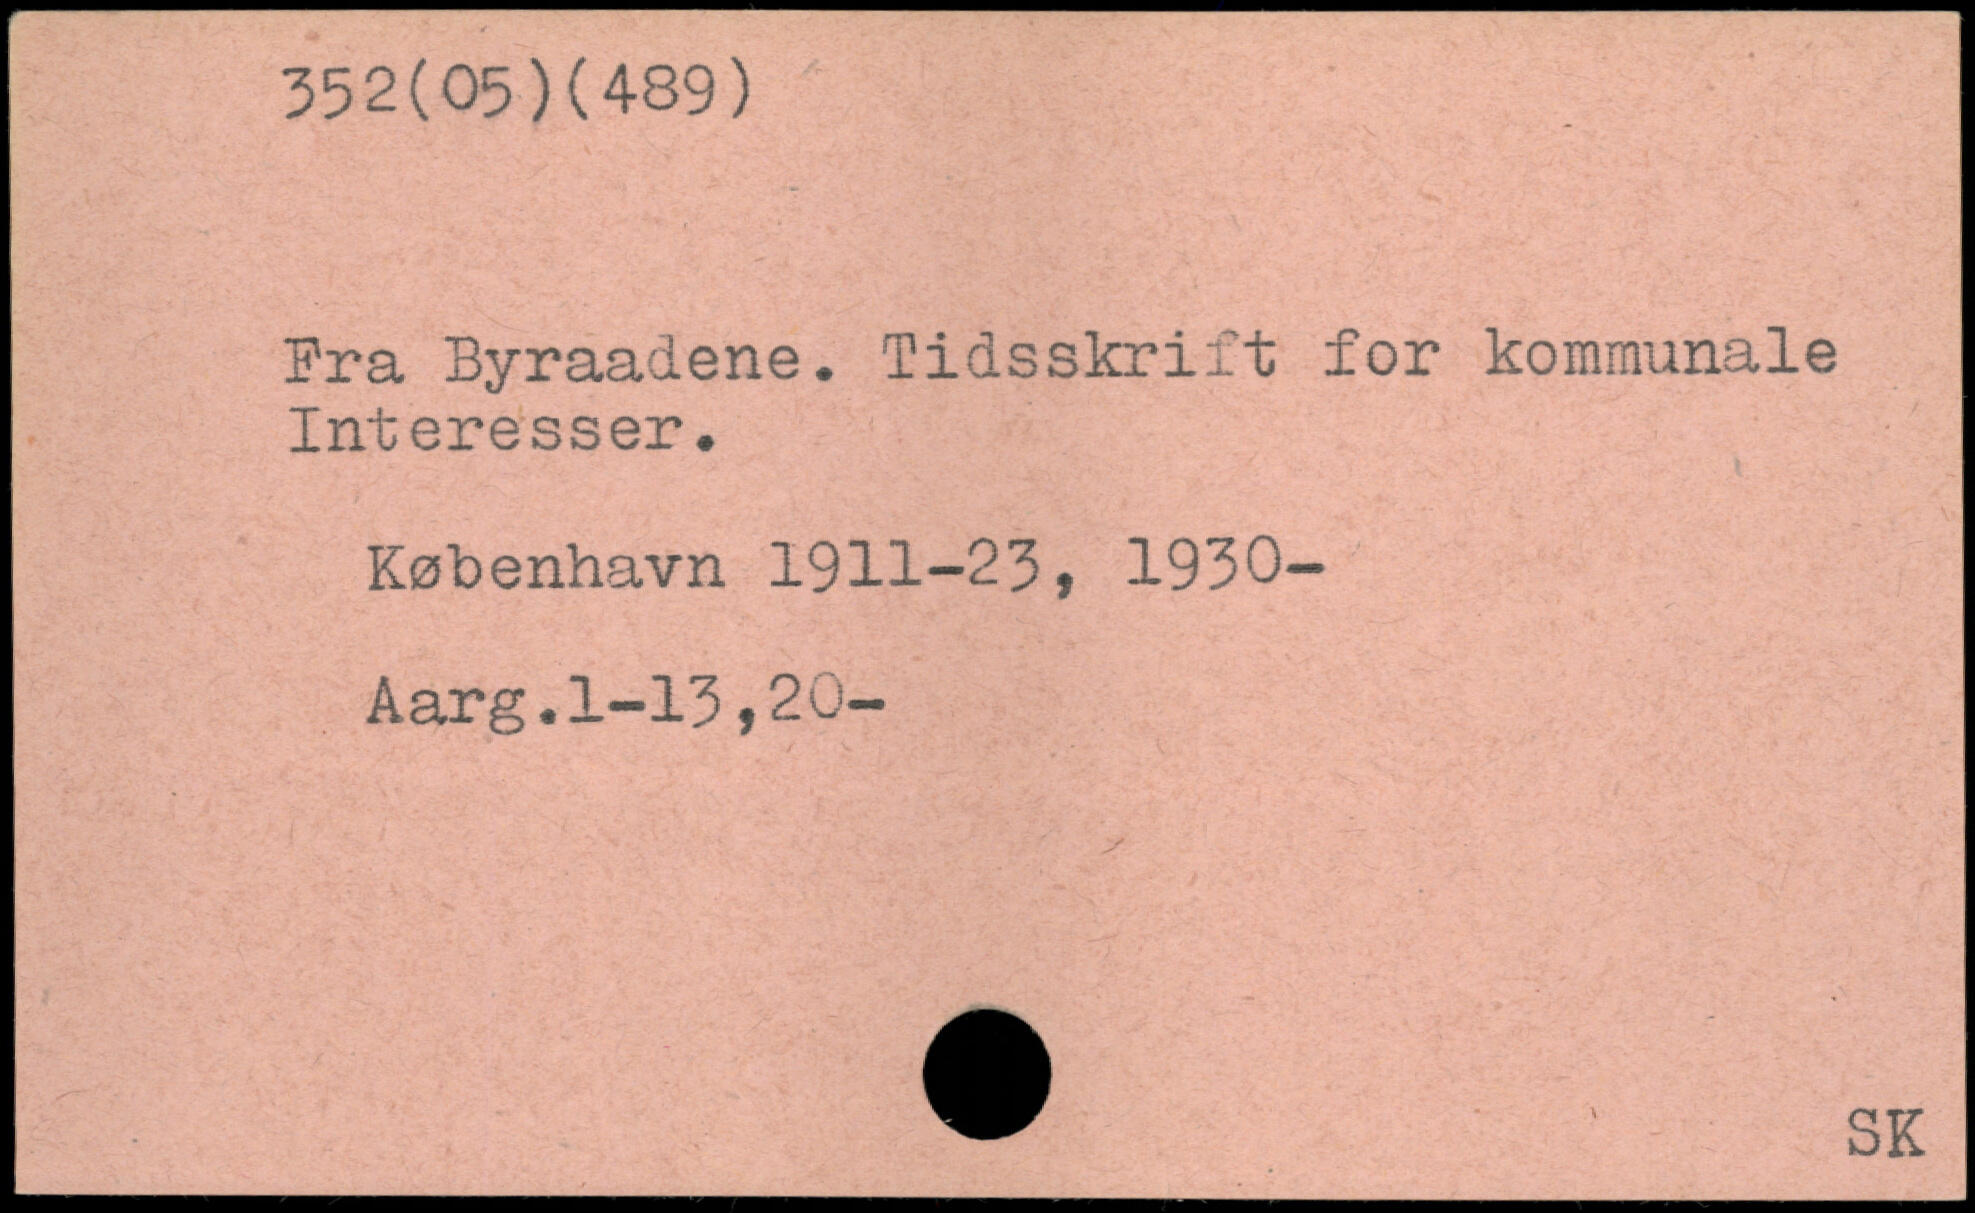 352(05)(489)
Fra Byraadene. Tidsskrift for kommunale
Interesser.
København 1911-23, 1930-
Aarg.1-13,20-
SK